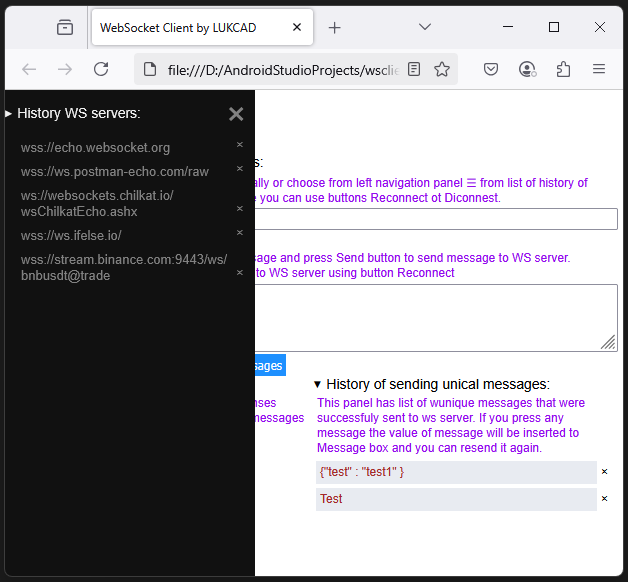 WebSocket Client by LUKCAD
file:///D:/AndroidStudioProjects/wsclie
History WS servers:
wss://echo.websocket.org
wss://ws.postman-echo.com/raw
ws://websockets.chilkat.io/
wsChilkatEcho.ashx
wss://ws.ifelse.io/
wss://stream.binance.com:9443/ws/
bnbusdt@trade
s:
ally or choose from left navigation panel ☰ from list of history of
e you can use buttons Reconnect ot Diconnest.
sage and press Send button to send message to WS server.
to WS server using button Reconnect
sages
nses
messages
▼ History of sending unical messages:
This panel has list of wunique messages that were
successfuly sent to ws server. If you press any
message the value of message will be inserted to
Message box and you can resend it again.
{"test" : "test1" }
Test